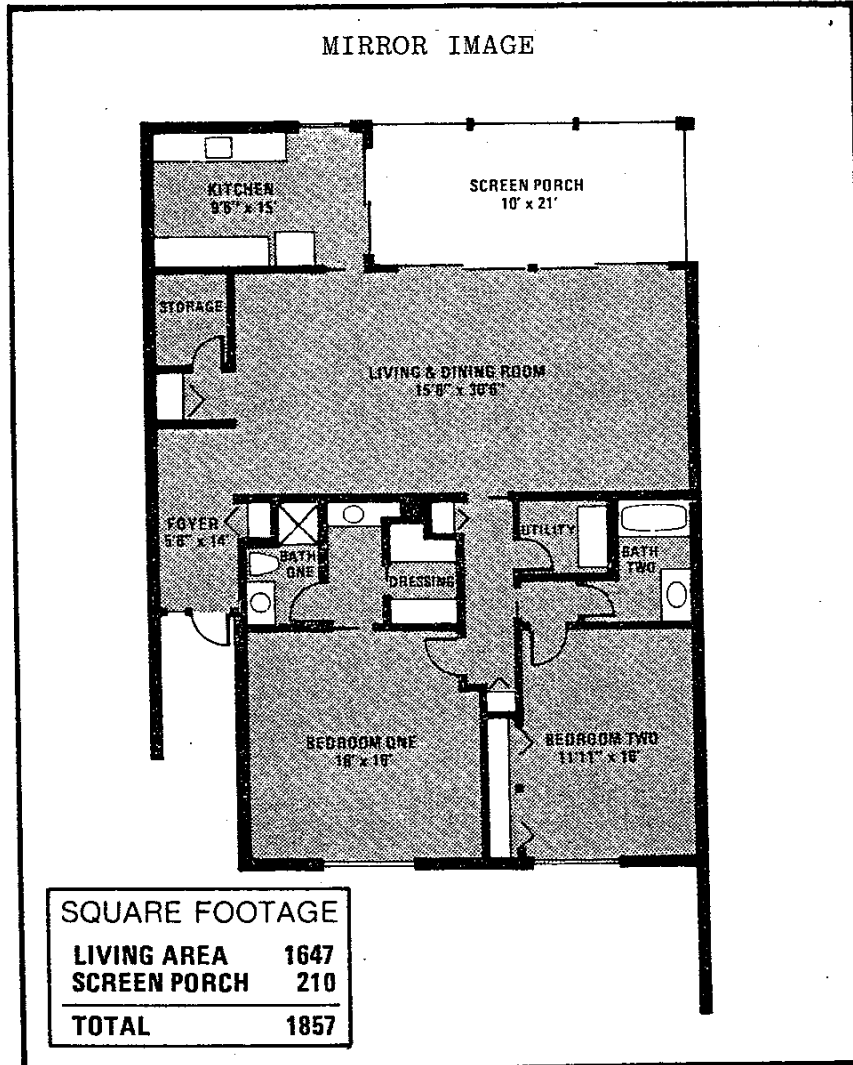 MIRROR IMAGE
KITCHEN
9'6" x 15'
SCREEN PORCH
10' x 21'
STORAGE
LIVING & DINING ROOM
15'8" x 30'6"
FOYER
5'8" x 14'
BATH
ONE
DRESSING
UTILITY
BATH
TWO
BEDROOM ONE
16' x 16'
BEDROOM TWO
11'11" x 16'
SQUARE FOOTAGE
LIVING AREA 1647
SCREEN PORCH 210
TOTAL 1857